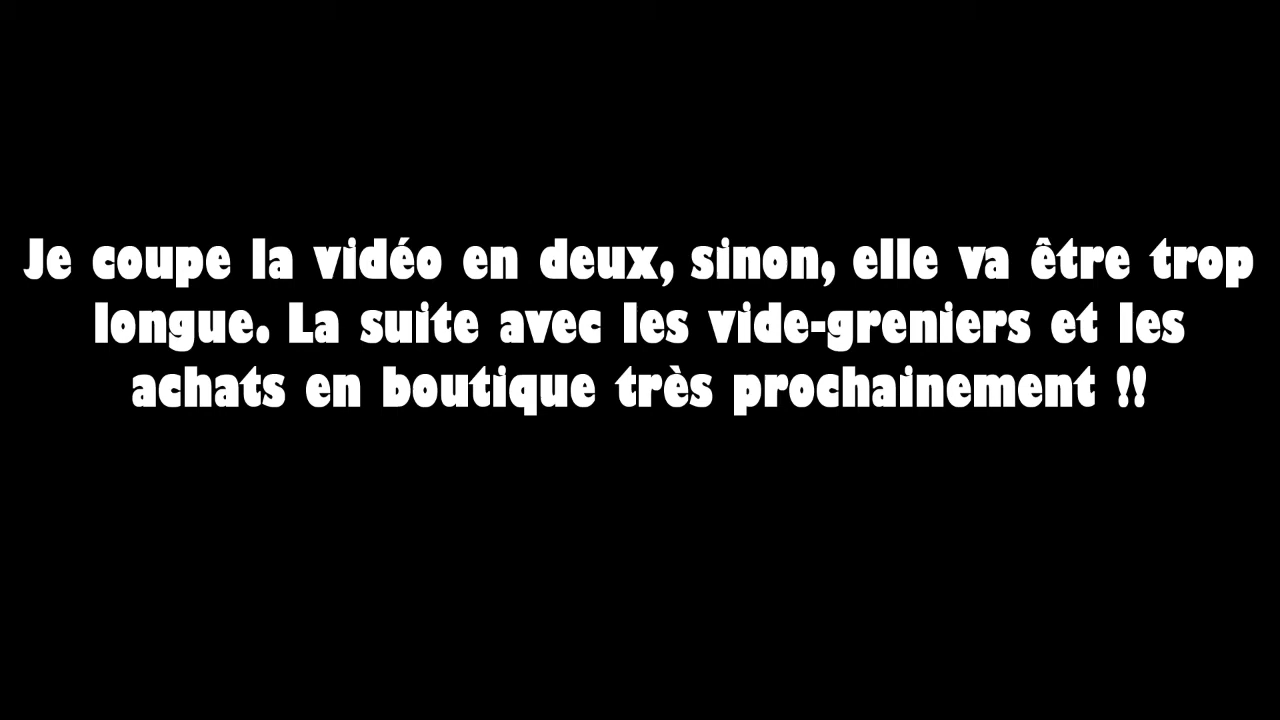 Je coupe la vidéo en deux, sinon, elle va être trop
longue. La suite avec les vide-greniers et les
achats en boutique très prochainement !!